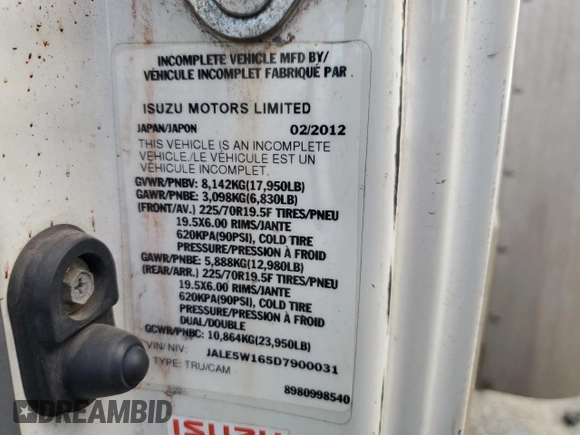 INCOMPLETE VEHICLE MFD BY/
VÉHICULE INCOMPLET FABRIQUÉ PAR
ISUZU MOTORS LIMITED
JAPAN/JAPON 02/2012
THIS VEHICLE IS AN INCOMPLETE
VEHICLE./LE VÉHICULE EST UN
VÉHICULE INCOMPLET.
GVWR/PNBV: 8,142KG(17,950LB)
GAWR/PNBE: 3,098KG(6,830LB)
(FRONT/AV.) 225/70R19.5F TIRES/PNEU
19.5X6.00 RIMS/JANTE
620KPA(90PSI), COLD TIRE
PRESSURE/PRESSION À FROID
GAWR/PNBE: 5,888KG(12,980LB)
(REAR/ARR.) 225/70R19.5F TIRES/PNEU
19.5X6.00 RIMS/JANTE
620KPA(90PSI), COLD TIRE
PRESSURE/PRESSION À FROID
DUAL/DOUBLE
GCWR/PNBC: 10,864KG(23,950LB)
VIN/NIV: JALE5W165D7900031
TYPE: TRU/CAM
8980998540
ISUZU
DREAMBID